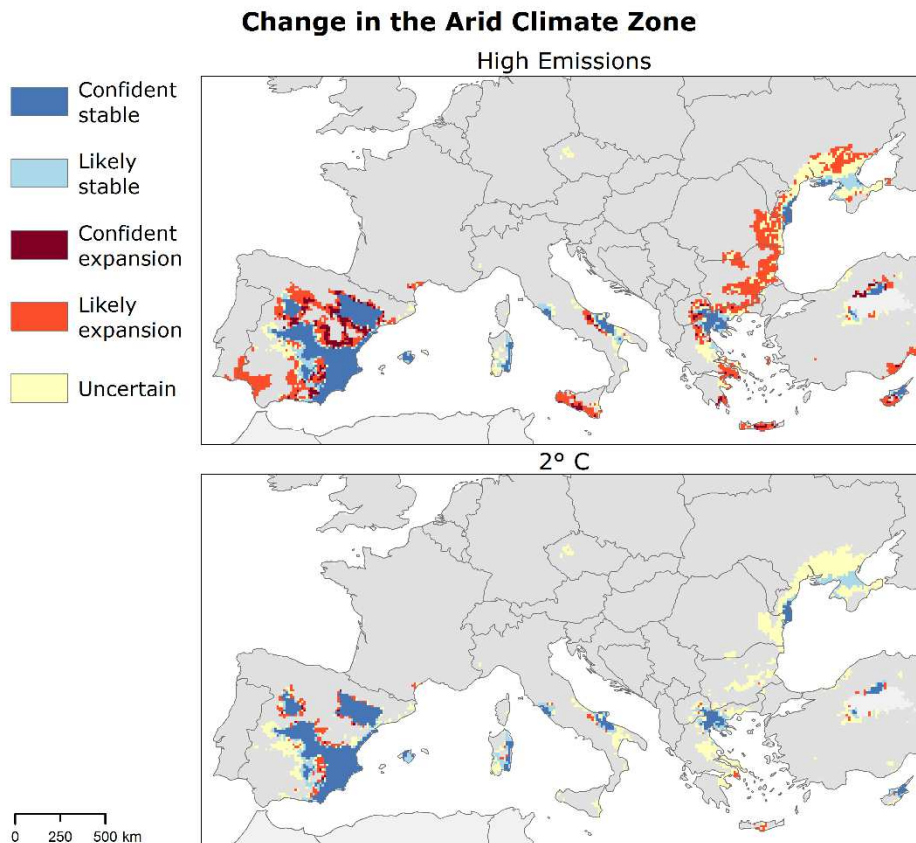 Change in the Arid Climate Zone
High Emissions
Confident
stable
Likely
stable
Confident
expansion
Likely
expansion
Uncertain
2° C
0 250 500 km